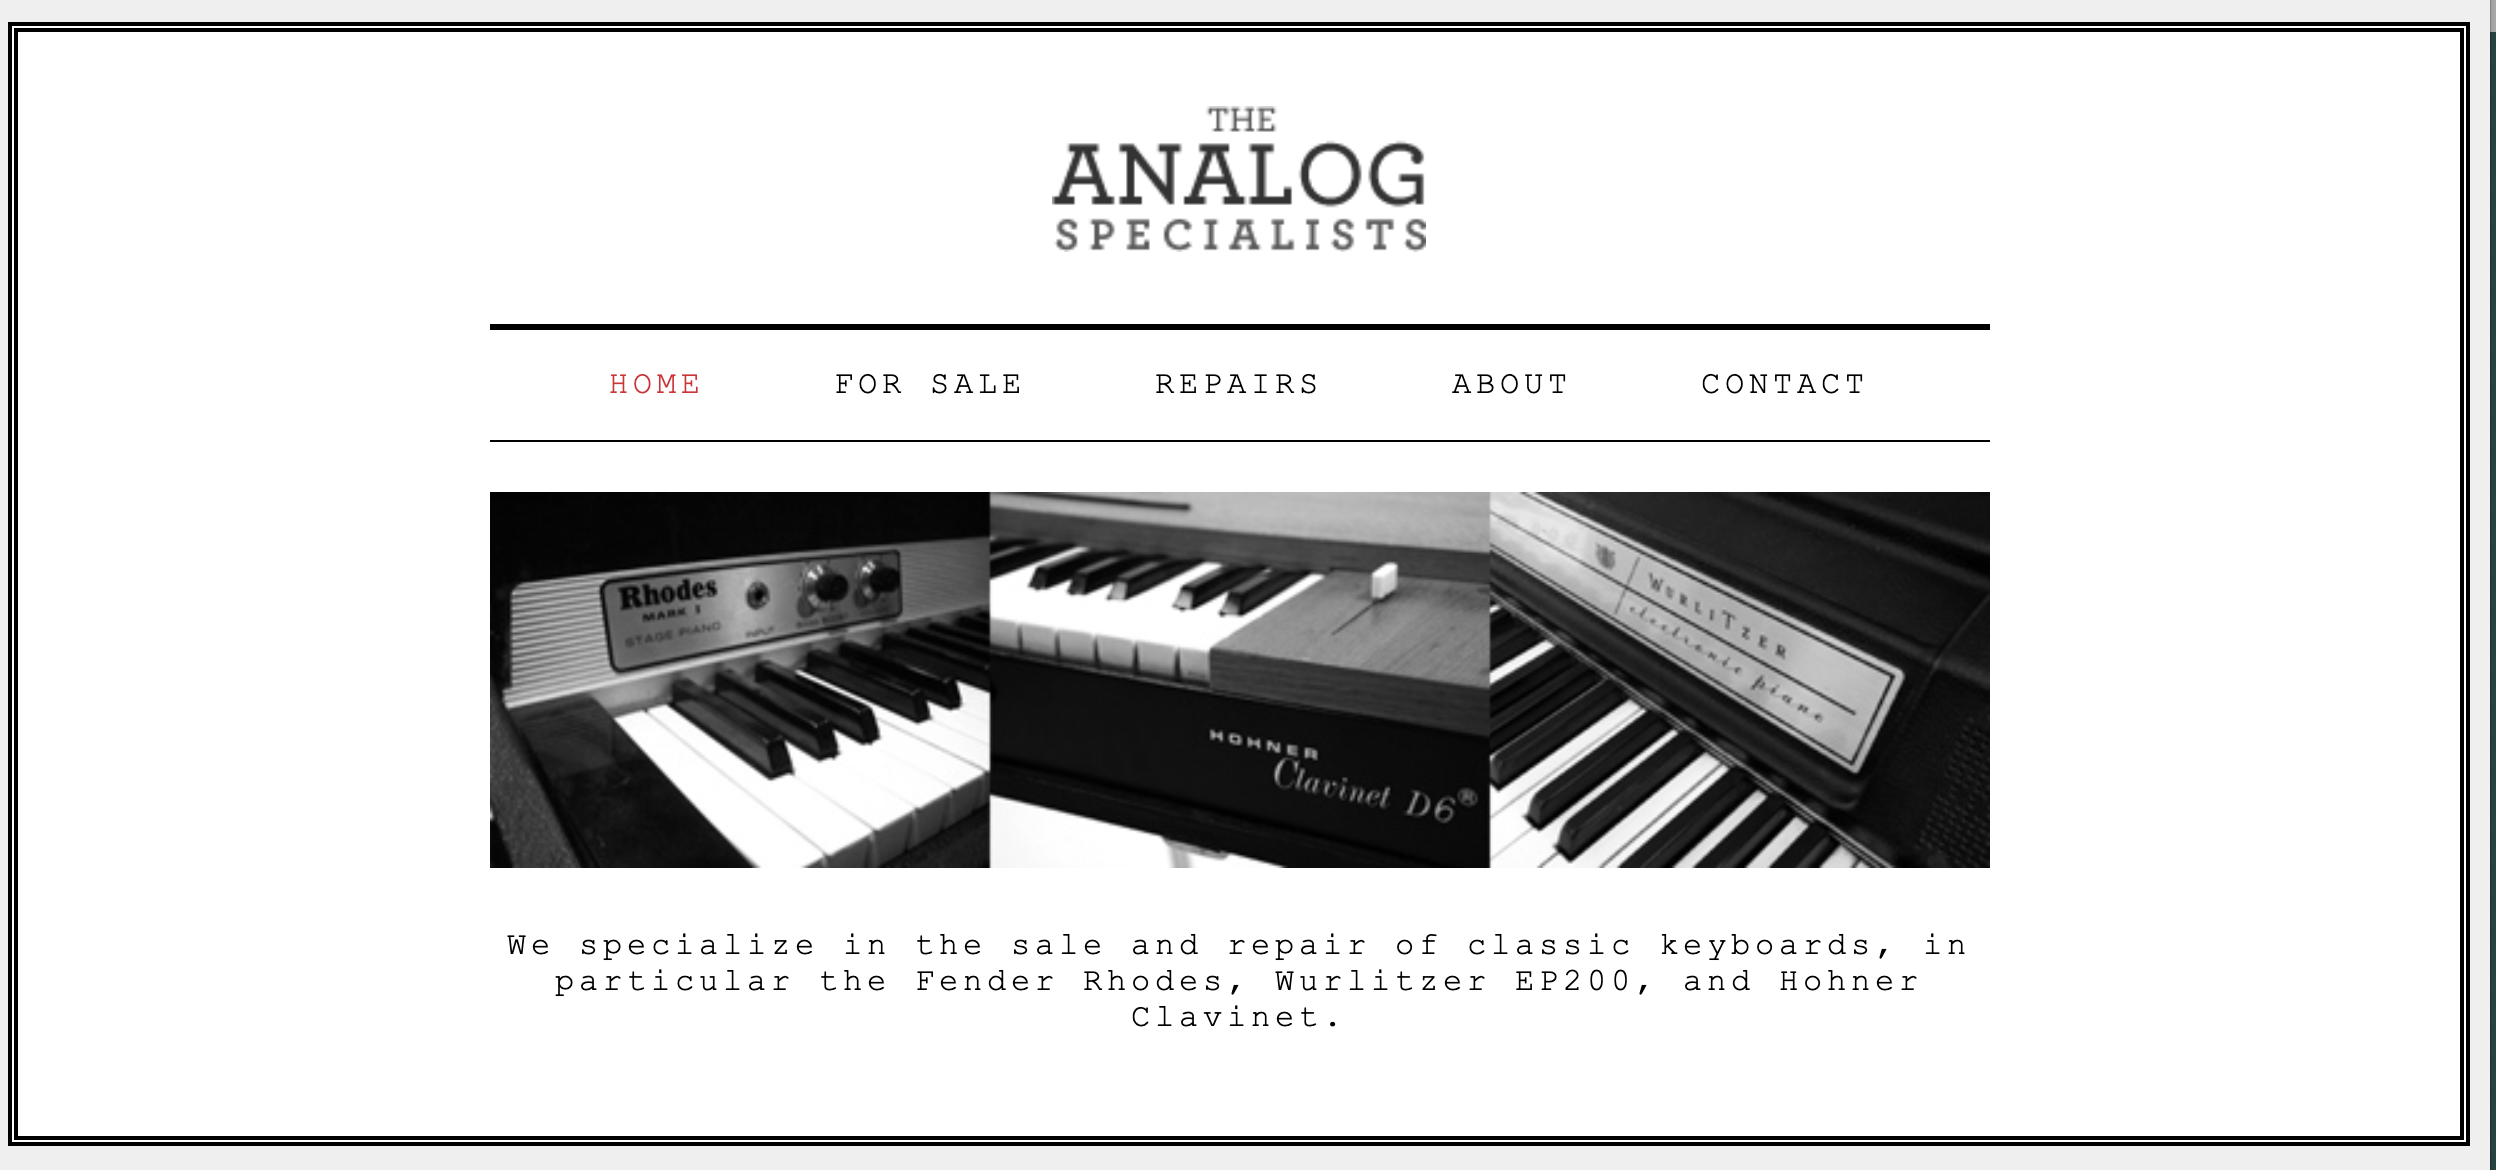 THE
ANALOG
SPECIALISTS
HOME FOR SALE REPAIRS ABOUT CONTACT
Rhodes
MARK I
STAGE PIANO INPUT BASS BOOST
HOHNER
Clavinet D6®
WURLITZER
electronic piano
We specialize in the sale and repair of classic keyboards, in
particular the Fender Rhodes, Wurlitzer EP200, and Hohner
Clavinet.